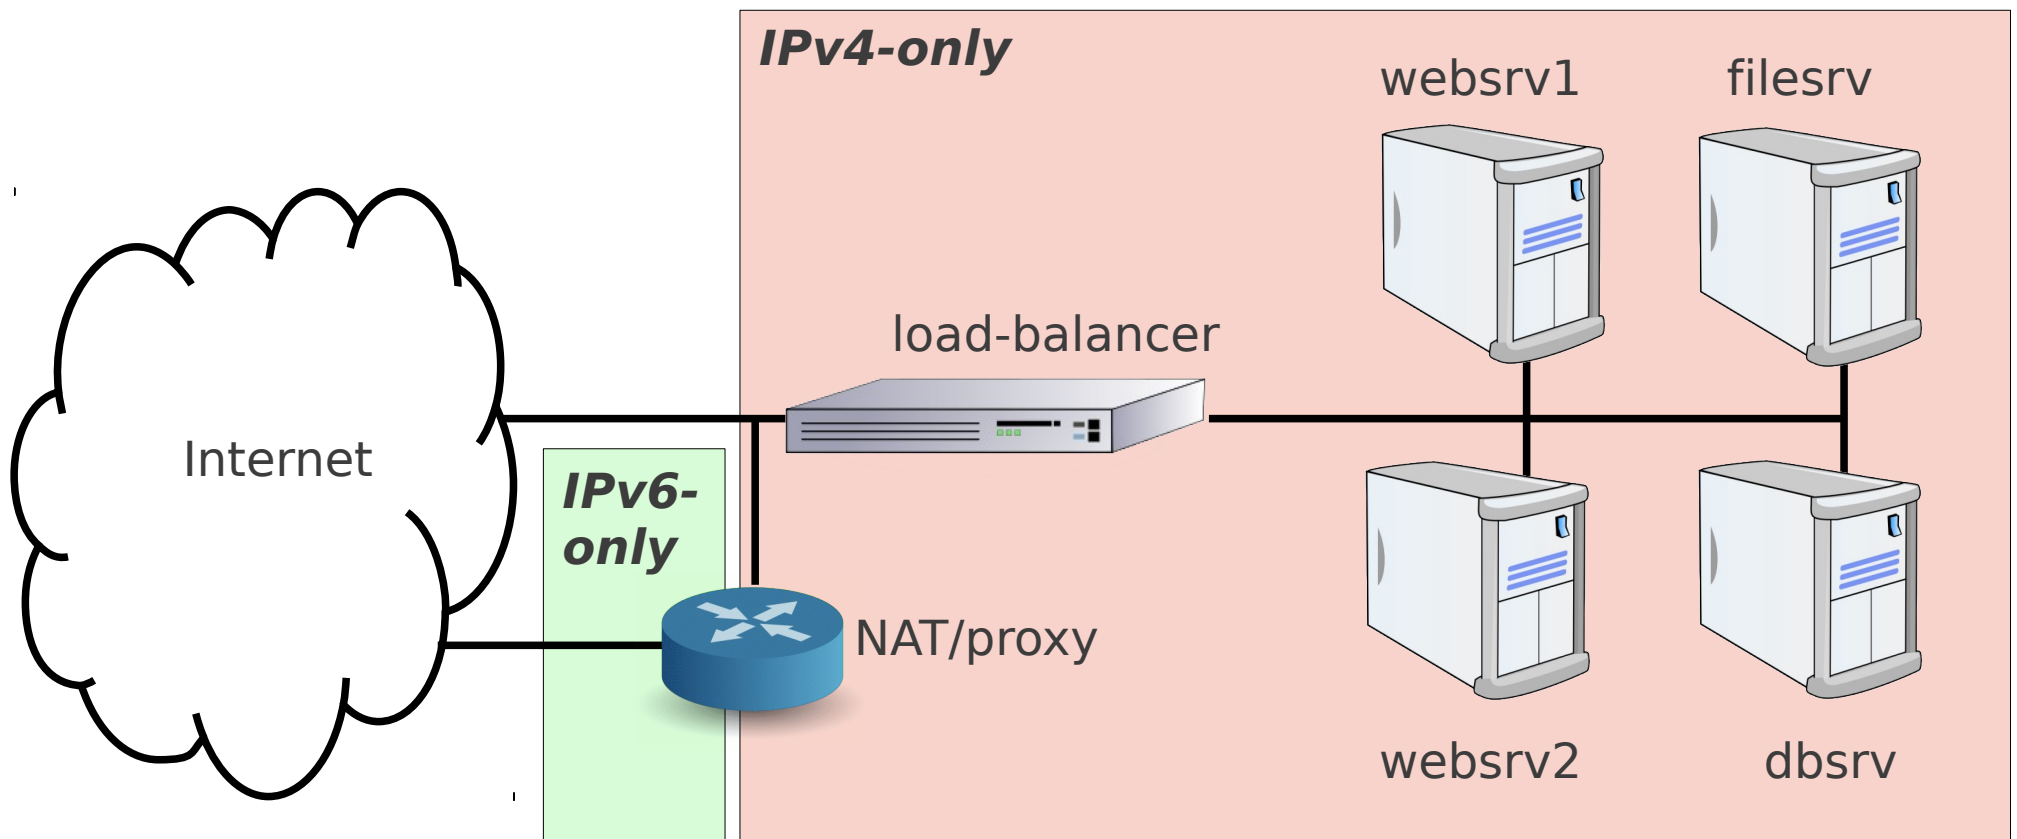 IPv4-only
websrv1
filesrv
load-balancer
Internet
IPv6-
only
NAT/proxy
websrv2
dbsrv